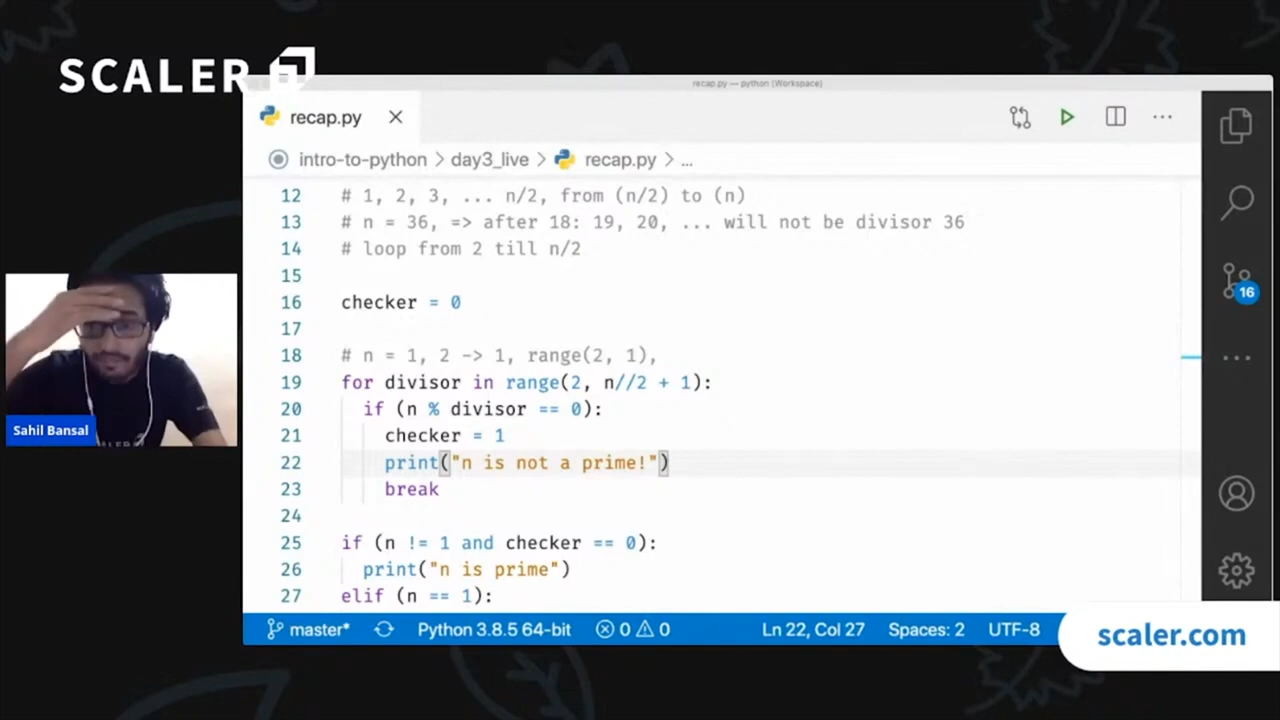 SCALER
recap.py — python (Workspace)
recap.py
intro-to-python > day3_live > recap.py > ...
12 # 1, 2, 3, ... n/2, from (n/2) to (n)
13 # n = 36, => after 18: 19, 20, ... will not be divisor 36
14 # loop from 2 till n/2
15
16 checker = 0
17
18 # n = 1, 2 -> 1, range(2, 1),
19 for divisor in range(2, n//2 + 1):
20 if (n % divisor == 0):
21 checker = 1
22 print("n is not a prime!")
23 break
24
25 if (n != 1 and checker == 0):
26 print("n is prime")
27 elif (n == 1):
16
Sahil Bansal
master* Python 3.8.5 64-bit 0 0 Ln 22, Col 27 Spaces: 2 UTF-8
scaler.com